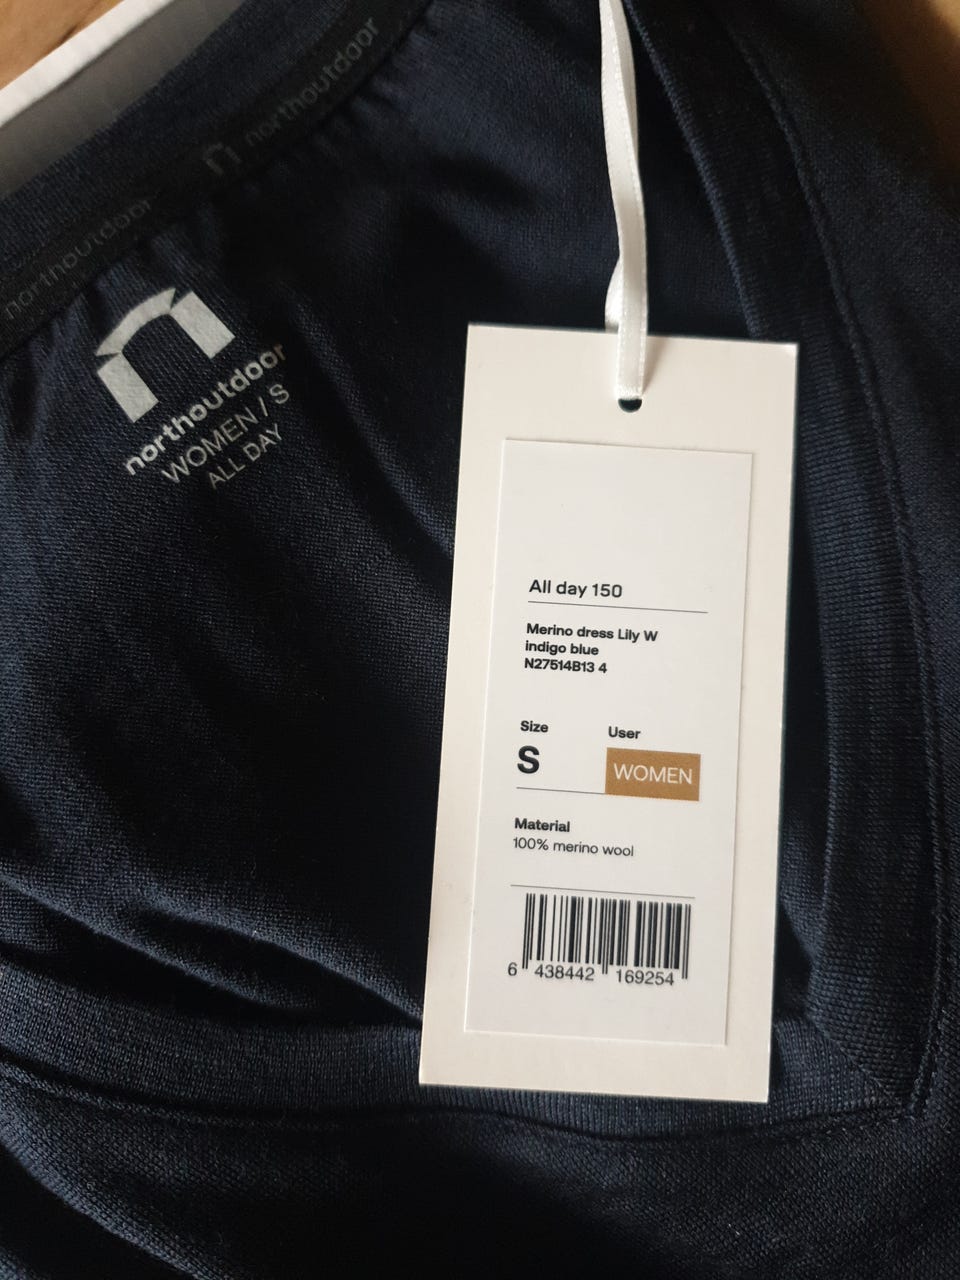 northoutdoor
northoutdoor
northoutdoor
WOMEN / S
ALL DAY
All day 150
Merino dress Lily W
indigo blue
N27514B13 4
Size
User
S
WOMEN
Material
100% merino wool
6 438442 169254